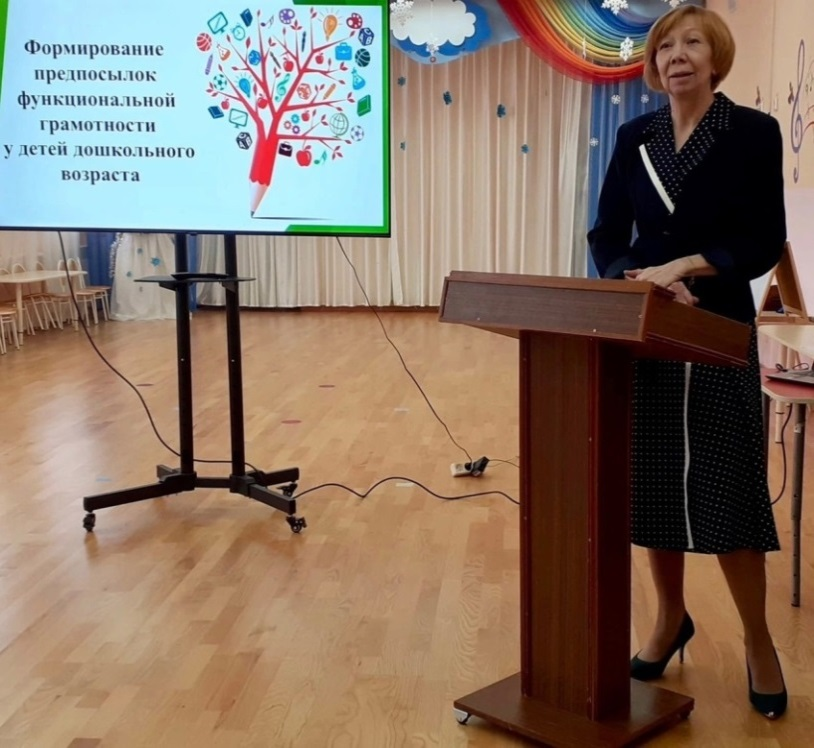 Формирование
предпосылок
функциональной
грамотности
у детей дошкольного
возраста